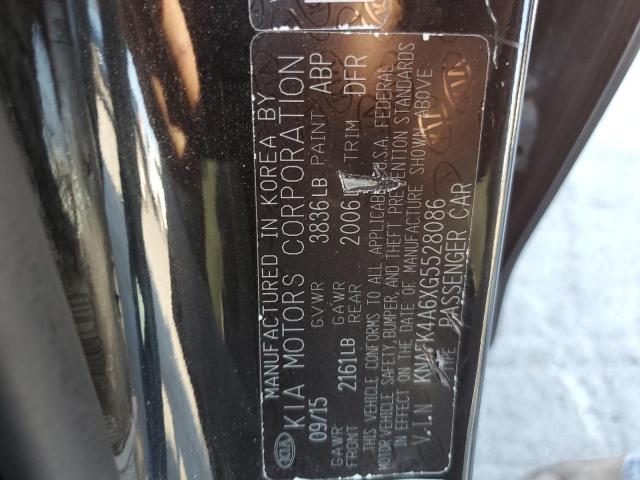 KIA
MANUFACTURED IN KOREA BY
KIA MOTORS CORPORATION
09/15 GVWR 3836LB PAINT ABP
GAWR FRONT 2161LB GAWR REAR 2006 TRIM DFR
THIS VEHICLE CONFORMS TO ALL APPLICABLE U.S.A. FEDERAL
MOTOR VEHICLE SAFETY, BUMPER, AND THEFT PREVENTION STANDARDS
IN EFFECT ON THE DATE OF MANUFACTURE SHOWN ABOVE
V.I.N KNAFK4A6XG5528086
TYPE PASSENGER CAR